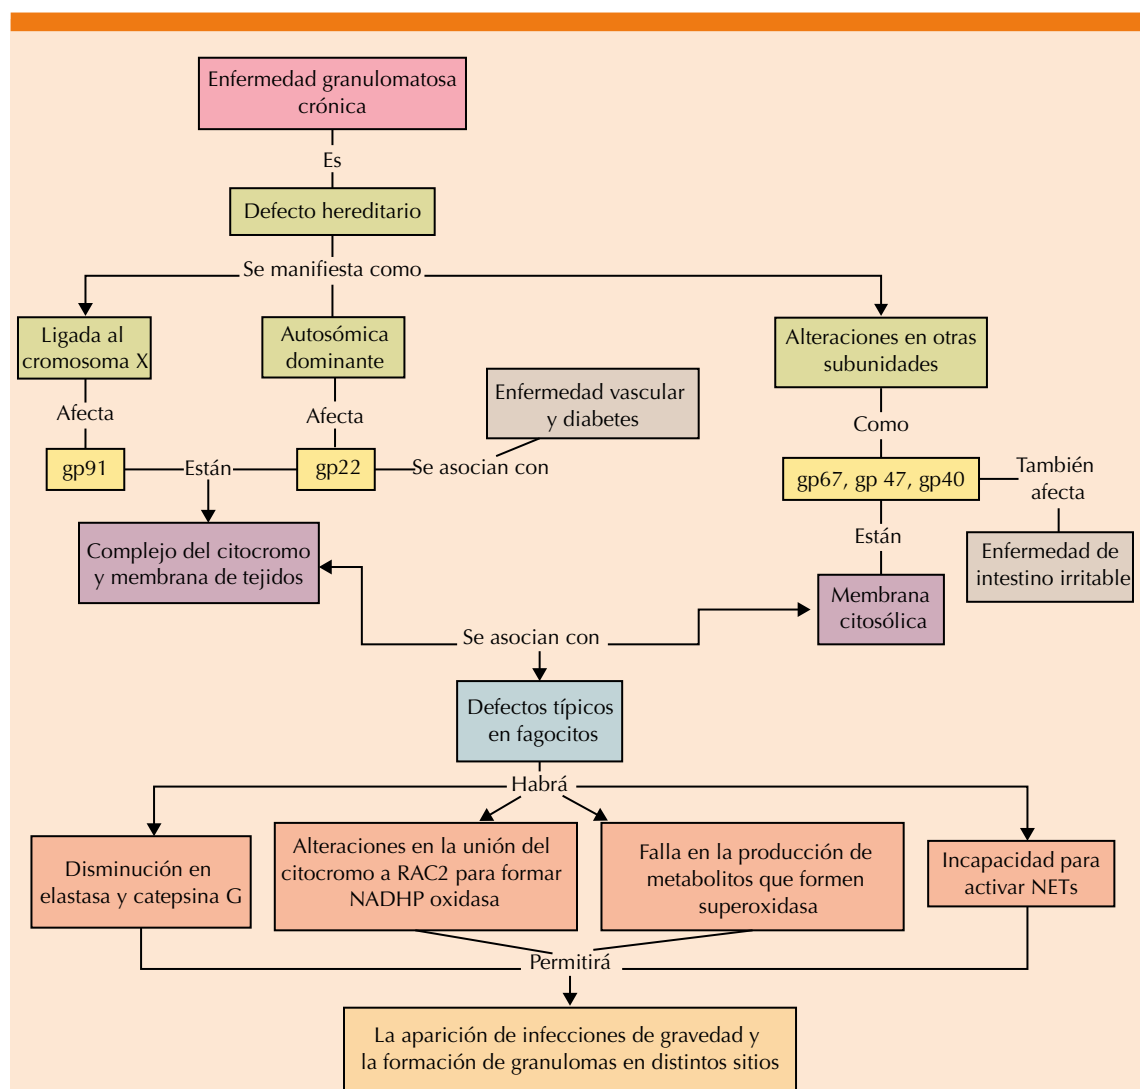 Enfermedad granulomatosa
crónica
Es
Defecto hereditario
Se manifiesta como
Ligada al
cromosoma X
Autosómica
dominante
Alteraciones en otras
subunidades
Afecta
Afecta
Enfermedad vascular
y diabetes
Como
gp91
Están
gp22
Se asocian con
gp67, gp 47, gp40
También
afecta
Complejo del citocromo
y membrana de tejidos
Están
Enfermedad de
intestino irritable
Membrana
citosólica
Se asocian con
Defectos típicos
en fagocitos
Habrá
Disminución en
elastasa y catepsina G
Alteraciones en la unión del
citocromo a RAC2 para formar
NADHP oxidasa
Falla en la producción de
metabolitos que formen
superoxidasa
Incapacidad para
activar NETs
Permitirá
La aparición de infecciones de gravedad y
la formación de granulomas en distintos sitios